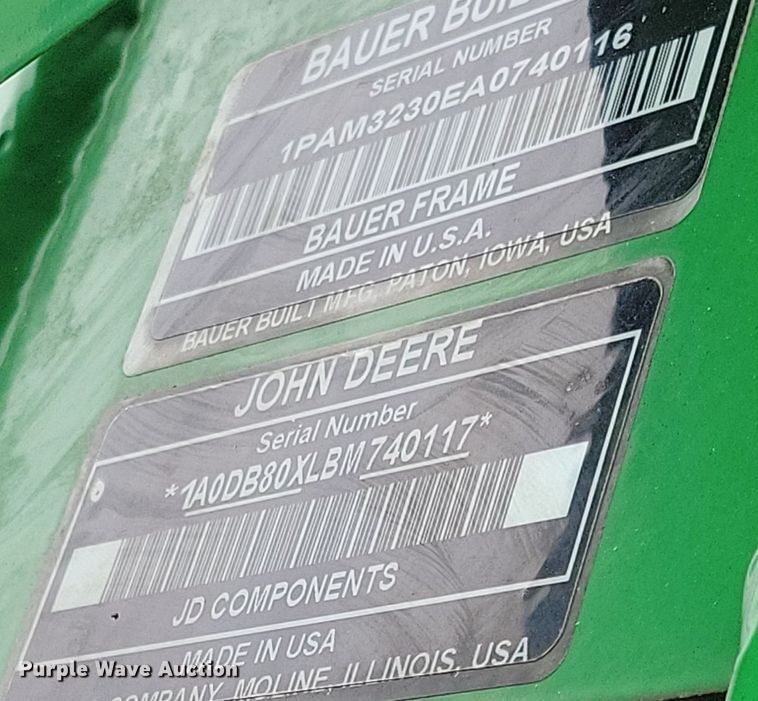 BAUER BUIL
SERIAL NUMBER
1PAM3230EA0740116
BAUER FRAME
MADE IN U.S.A.
BAUER BUILT MFG, PATON, IOWA, USA
JOHN DEERE
Serial Number
*1A0DB80XLBM740117*
JD COMPONENTS
MADE IN USA
COMPANY, MOLINE, ILLINOIS, USA
Purple Wave Auction